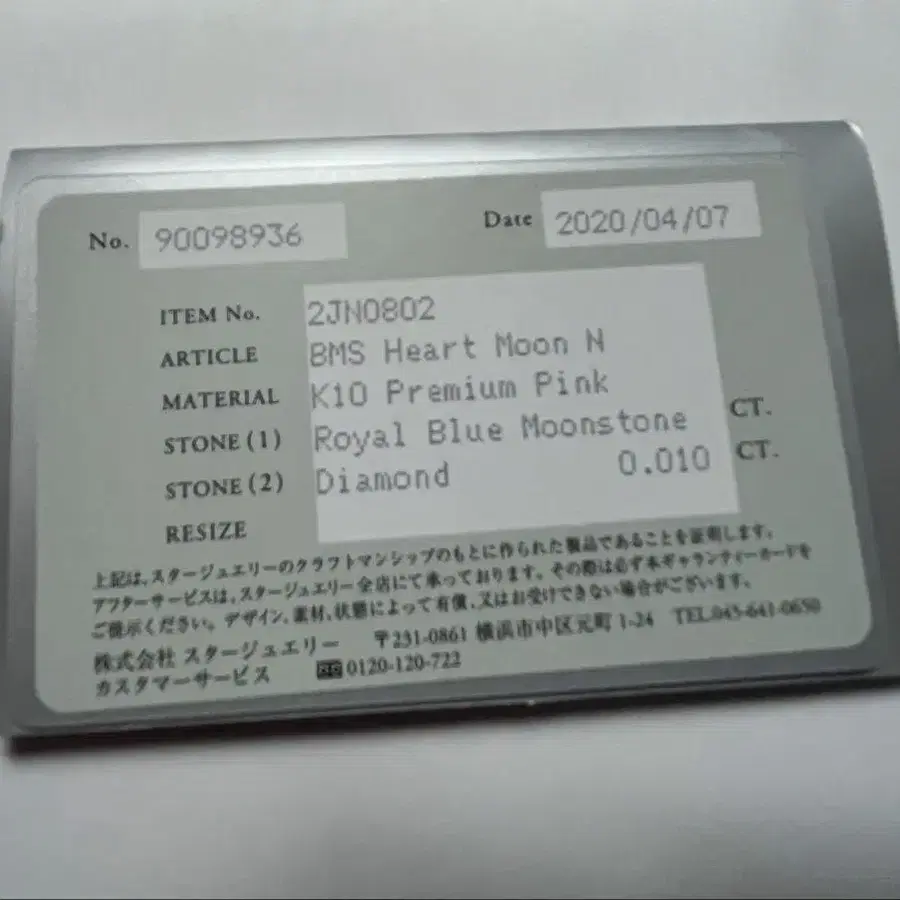 No. 90098936 Date 2020/04/07
ITEM No. 2JN0802
ARTICLE BMS Heart Moon N
MATERIAL K10 Premium Pink
STONE(1) Royal Blue Moonstone CT.
STONE(2) Diamond 0.010 CT.
RESIZE
上記は、スタージュエリーのクラフトマンシップのもとに作られた製品であることを証明します。
アフターサービスは、スタージュエリー全店にて承っております。その際は必ず本ギャランティーカードを
ご提示ください。デザイン、素材、状態によって有償、又はお受けできない場合がございます。
株式会社 スタージュエリー 〒231-0861 横浜市中区元町 1-24 TEL.045-641-0650
カスタマーサービス 0120-120-722